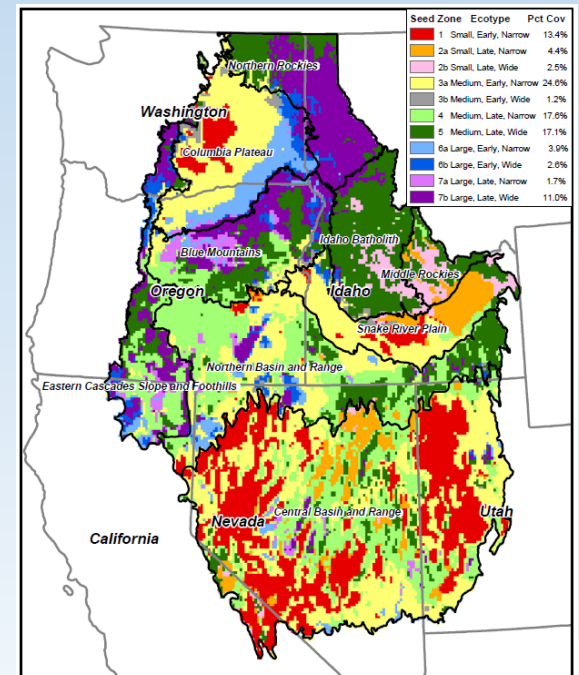 Seed Zone Ecotype Pct Cov
1 Small, Early, Narrow 13.4%
2a Small, Late, Narrow 4.4%
2b Small, Late, Wide 2.5%
3a Medium, Early, Narrow 24.6%
3b Medium, Early, Wide 1.2%
4 Medium, Late, Narrow 17.6%
5 Medium, Late, Wide 17.1%
6a Large, Early, Narrow 3.9%
6b Large, Early, Wide 2.6%
7a Large, Late, Narrow 1.7%
7b Large, Late, Wide 11.0%
Northern Rockies
Washington
Columbia Plateau
Idaho Batholith
Blue Mountains
Middle Rockies
Oregon
Idaho
Snake River Plain
Northern Basin and Range
Eastern Cascades Slope and Foothills
Central Basin and Range
Nevada
Utah
California